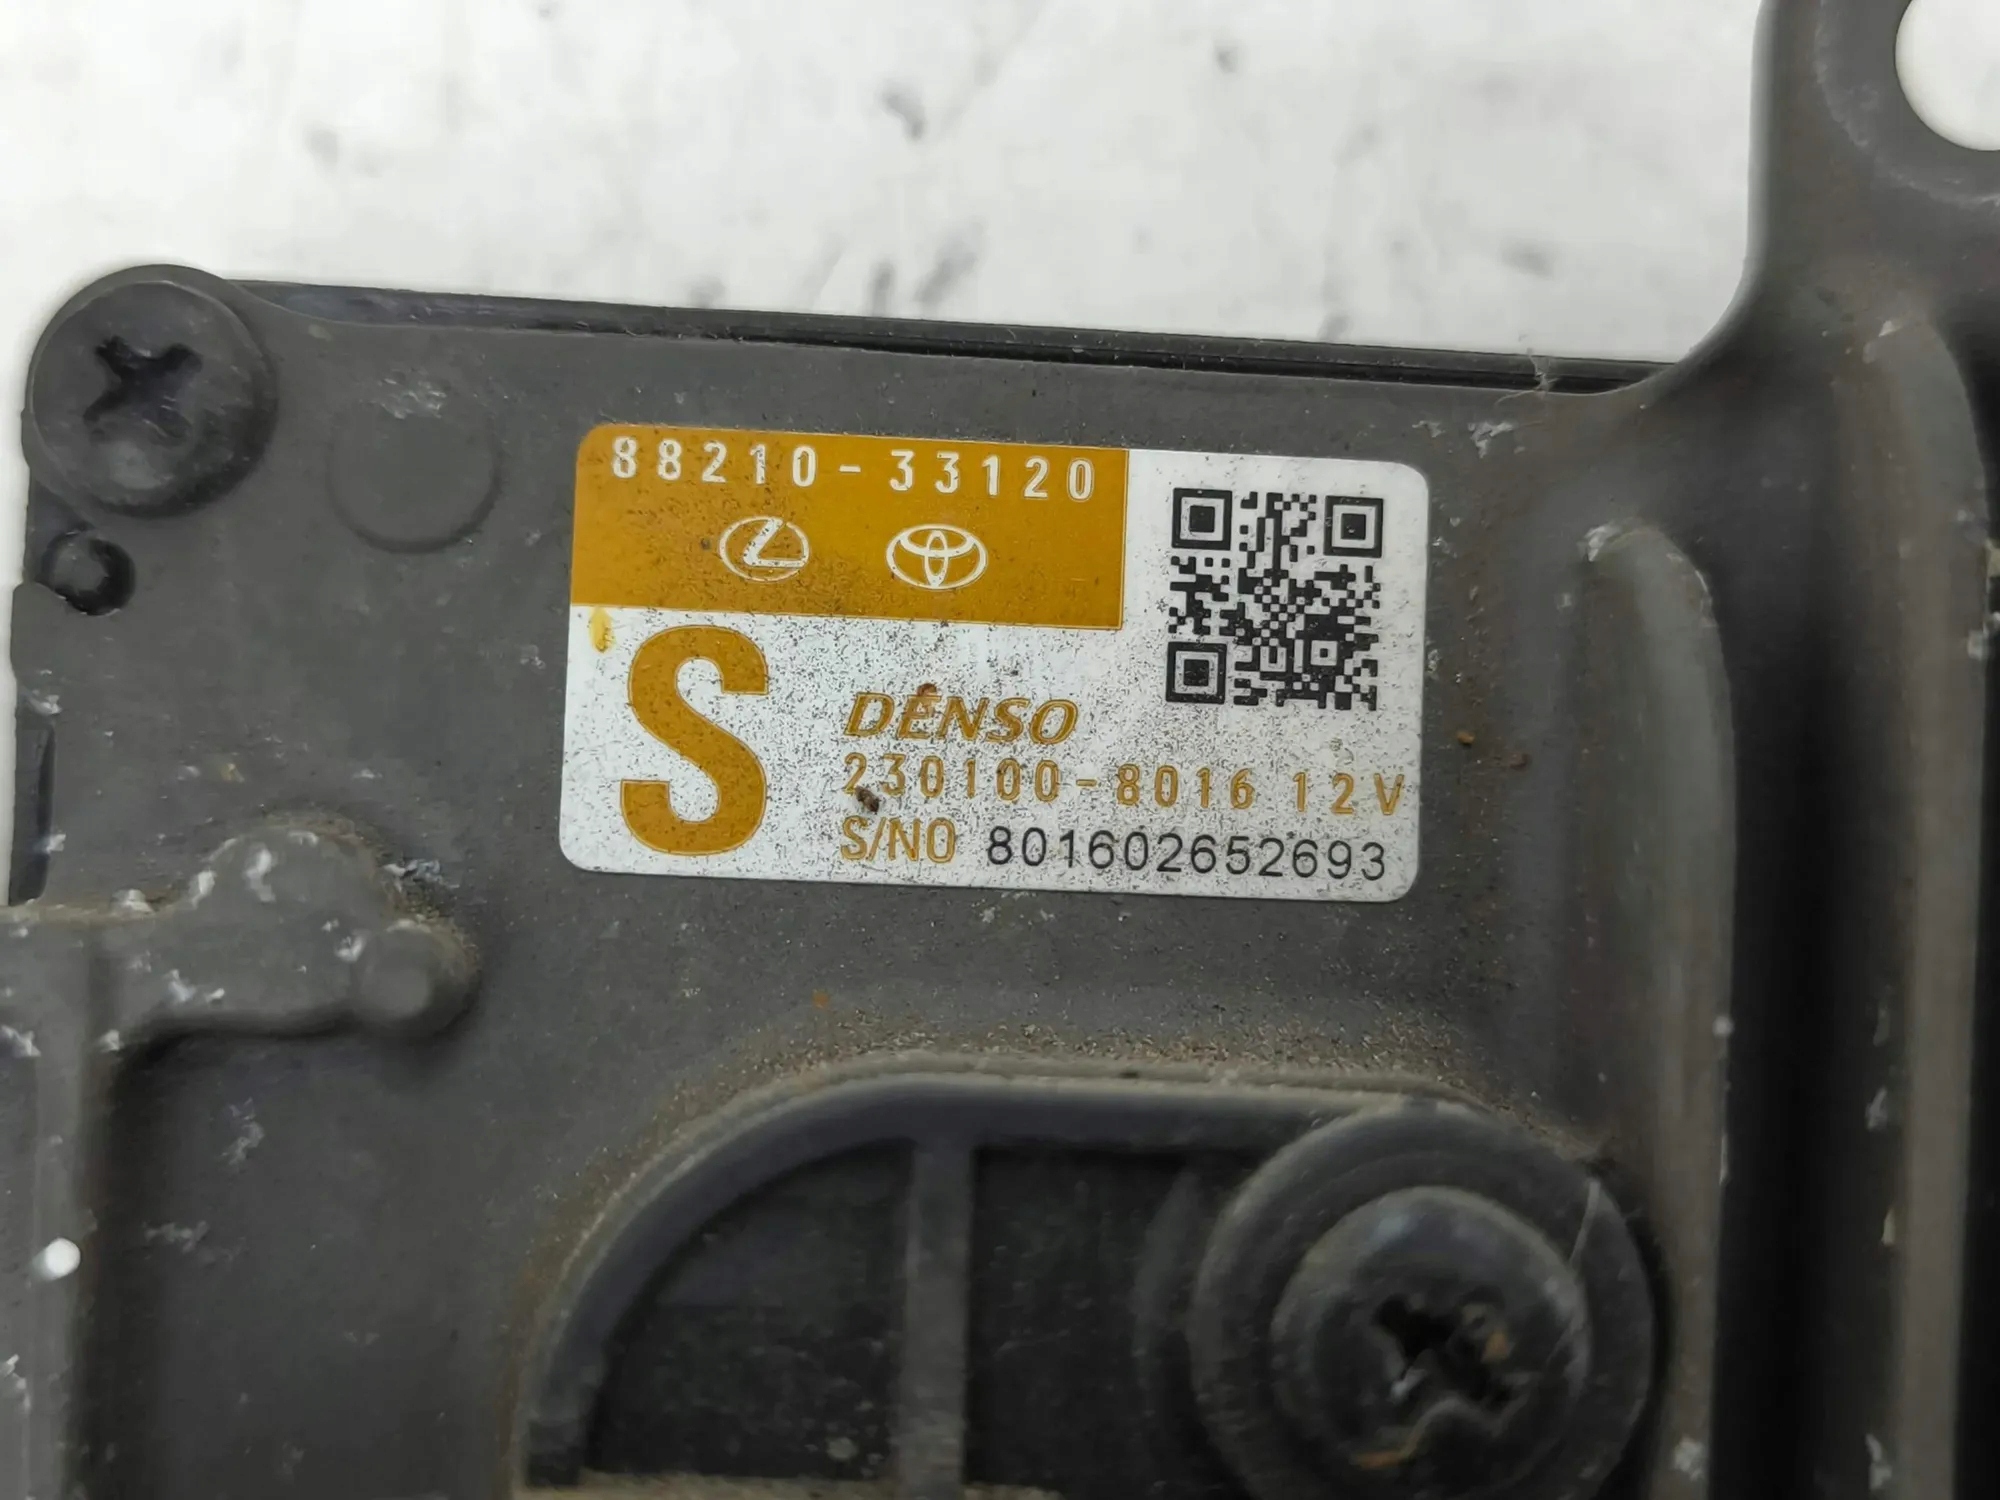 88210-33120
S
DENSO
230100-8016 12V
S/NO 801602652693